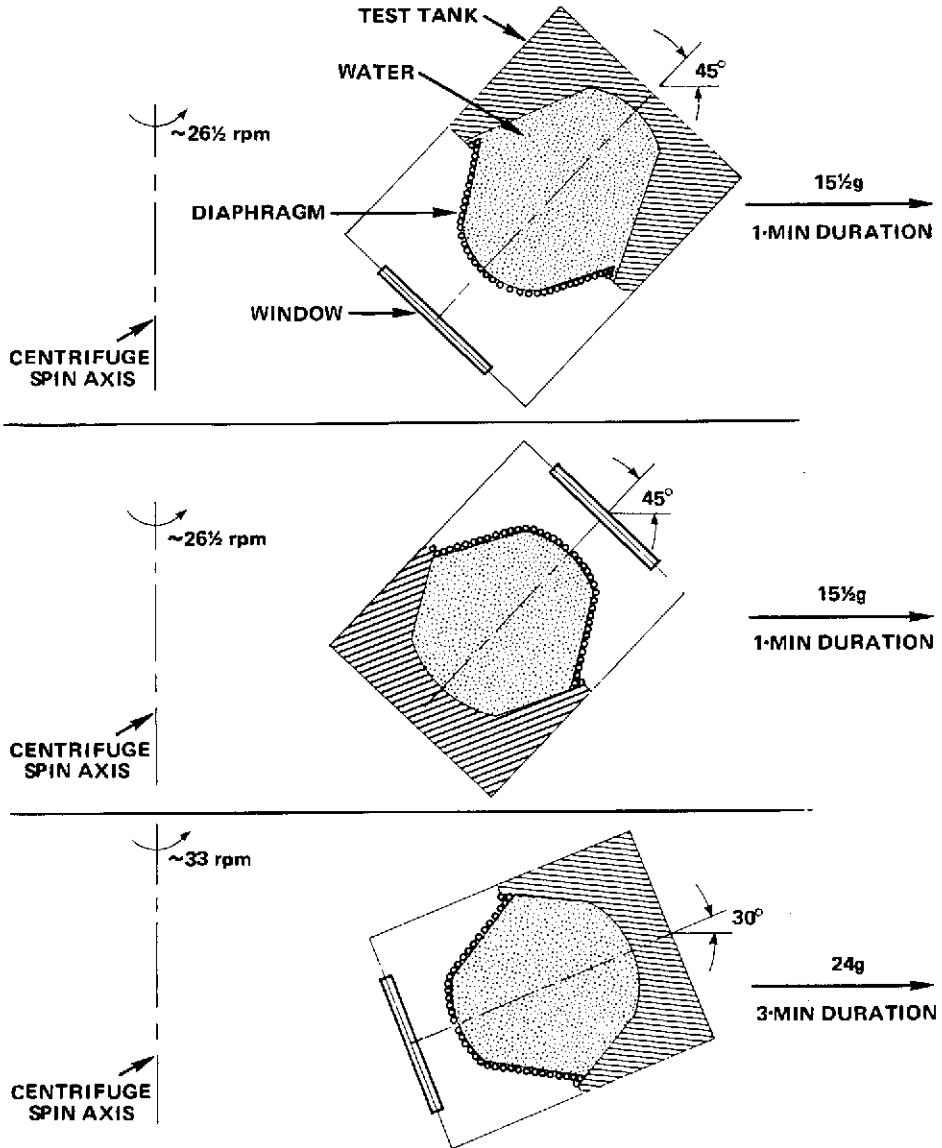 TEST TANK
45°
WATER
~26½ rpm
15½g
DIAPHRAGM
1-MIN DURATION
WINDOW
CENTRIFUGE
SPIN AXIS
45°
~26½ rpm
15½g
1-MIN DURATION
CENTRIFUGE
SPIN AXIS
~33 rpm
30°
24g
3-MIN DURATION
CENTRIFUGE
SPIN AXIS